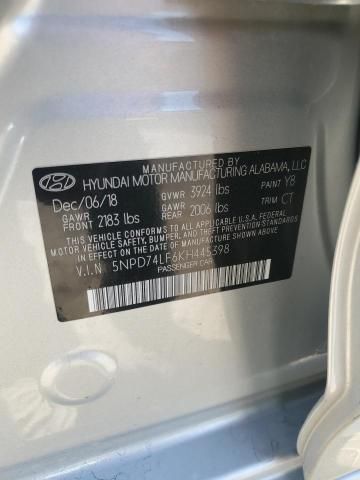 MANUFACTURED BY
HYUNDAI MOTOR MANUFACTURING ALABAMA, LLC
Dec/06/18 GVWR 3924 lbs PAINT Y8
GAWR FRONT 2183 lbs GAWR REAR 2006 lbs TRIM CT
THIS VEHICLE CONFORMS TO ALL APPLICABLE U.S. FEDERAL
MOTOR VEHICLE SAFETY, BUMPER, AND THEFT PREVENTION
STANDARDS IN EFFECT ON THE DATE OF MANUFACTURE SHOWN ABOVE.
V.I.N. 5NPD74LF6KH445398
PASSENGER CAR